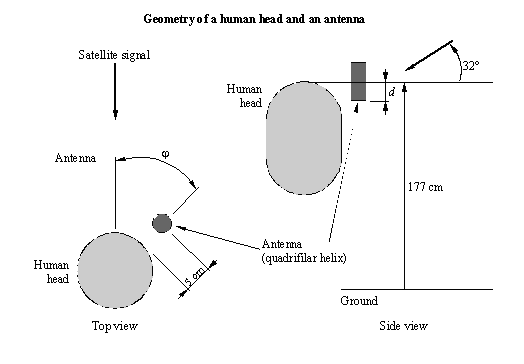 Geometry of a human head and an antenna
Satellite signal
Antenna
φ
Human
head
5 cm
Top view
Human
head
d
32°
177 cm
Antenna
(quadrifilar helix)
Ground
Side view